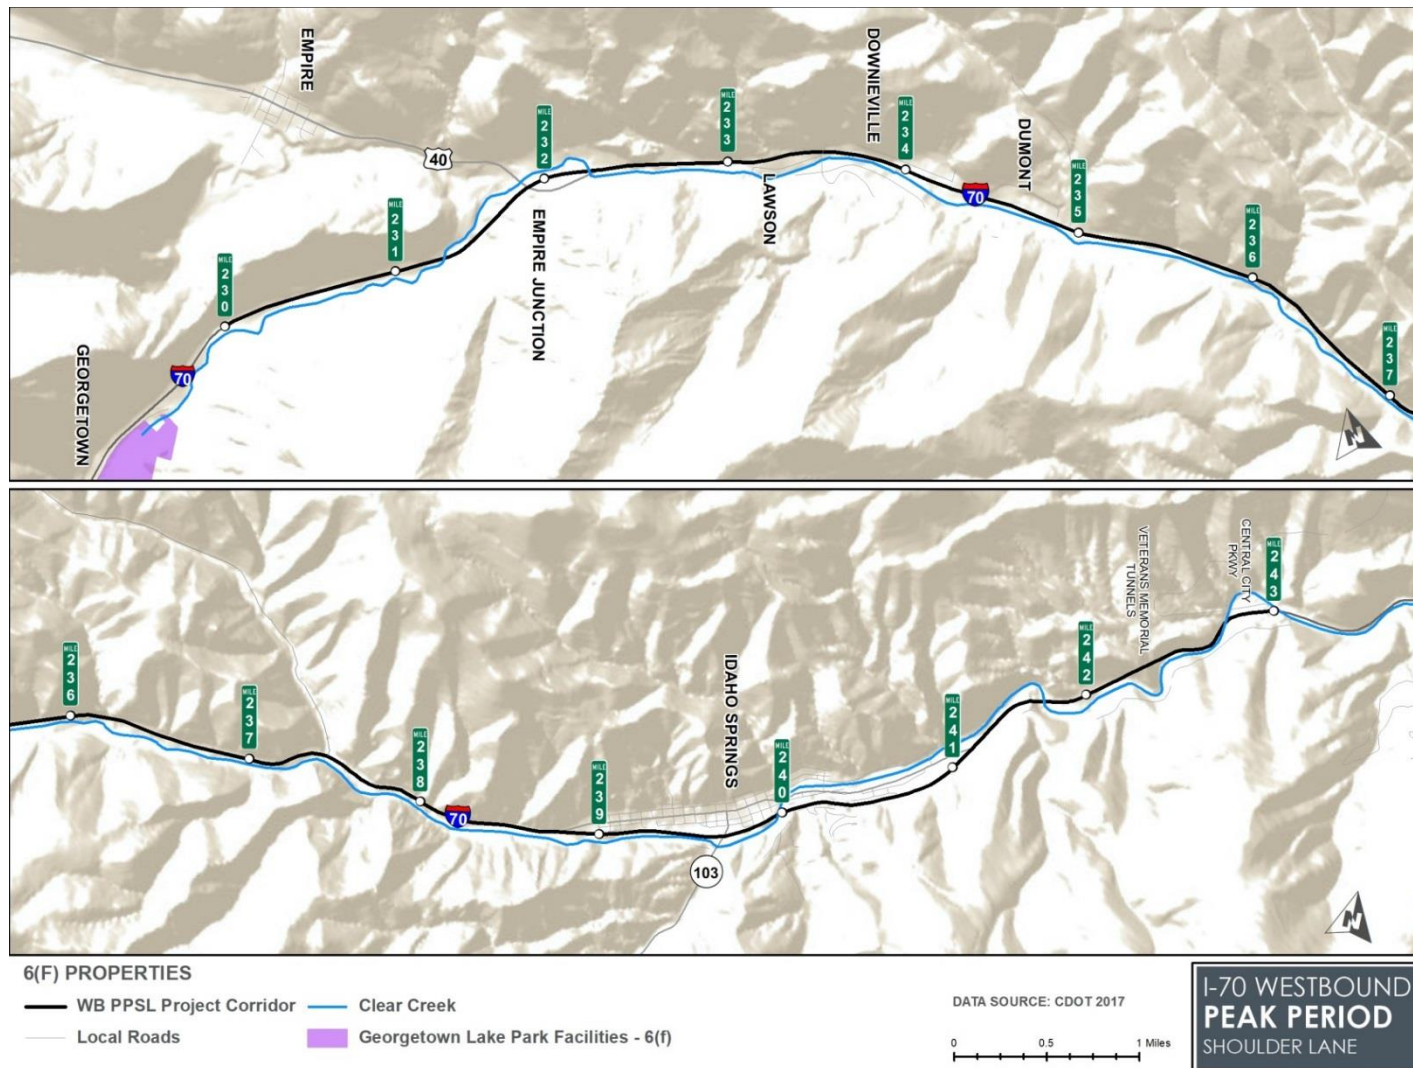 EMPIRE
DOWNIEVILLE
MILE
233
MILE
234
MILE
232
40
DUMONT
MILE
235
LAWSON
70
MILE
231
EMPIRE JUNCTION
MILE
236
MILE
230
MILE
237
GEORGETOWN
70
N
VETERANS MEMORIAL
TUNNELS
CENTRAL CITY
PKWY
MILE
243
MILE
242
MILE
236
IDAHO SPRINGS
MILE
237
MILE
241
MILE
238
MILE
239
MILE
240
70
103
N
6(F) PROPERTIES
WB PPSL Project Corridor
Clear Creek
Local Roads
Georgetown Lake Park Facilities - 6(f)
DATA SOURCE: CDOT 2017
0 0.5 1 Miles
I-70 WESTBOUND
PEAK PERIOD
SHOULDER LANE